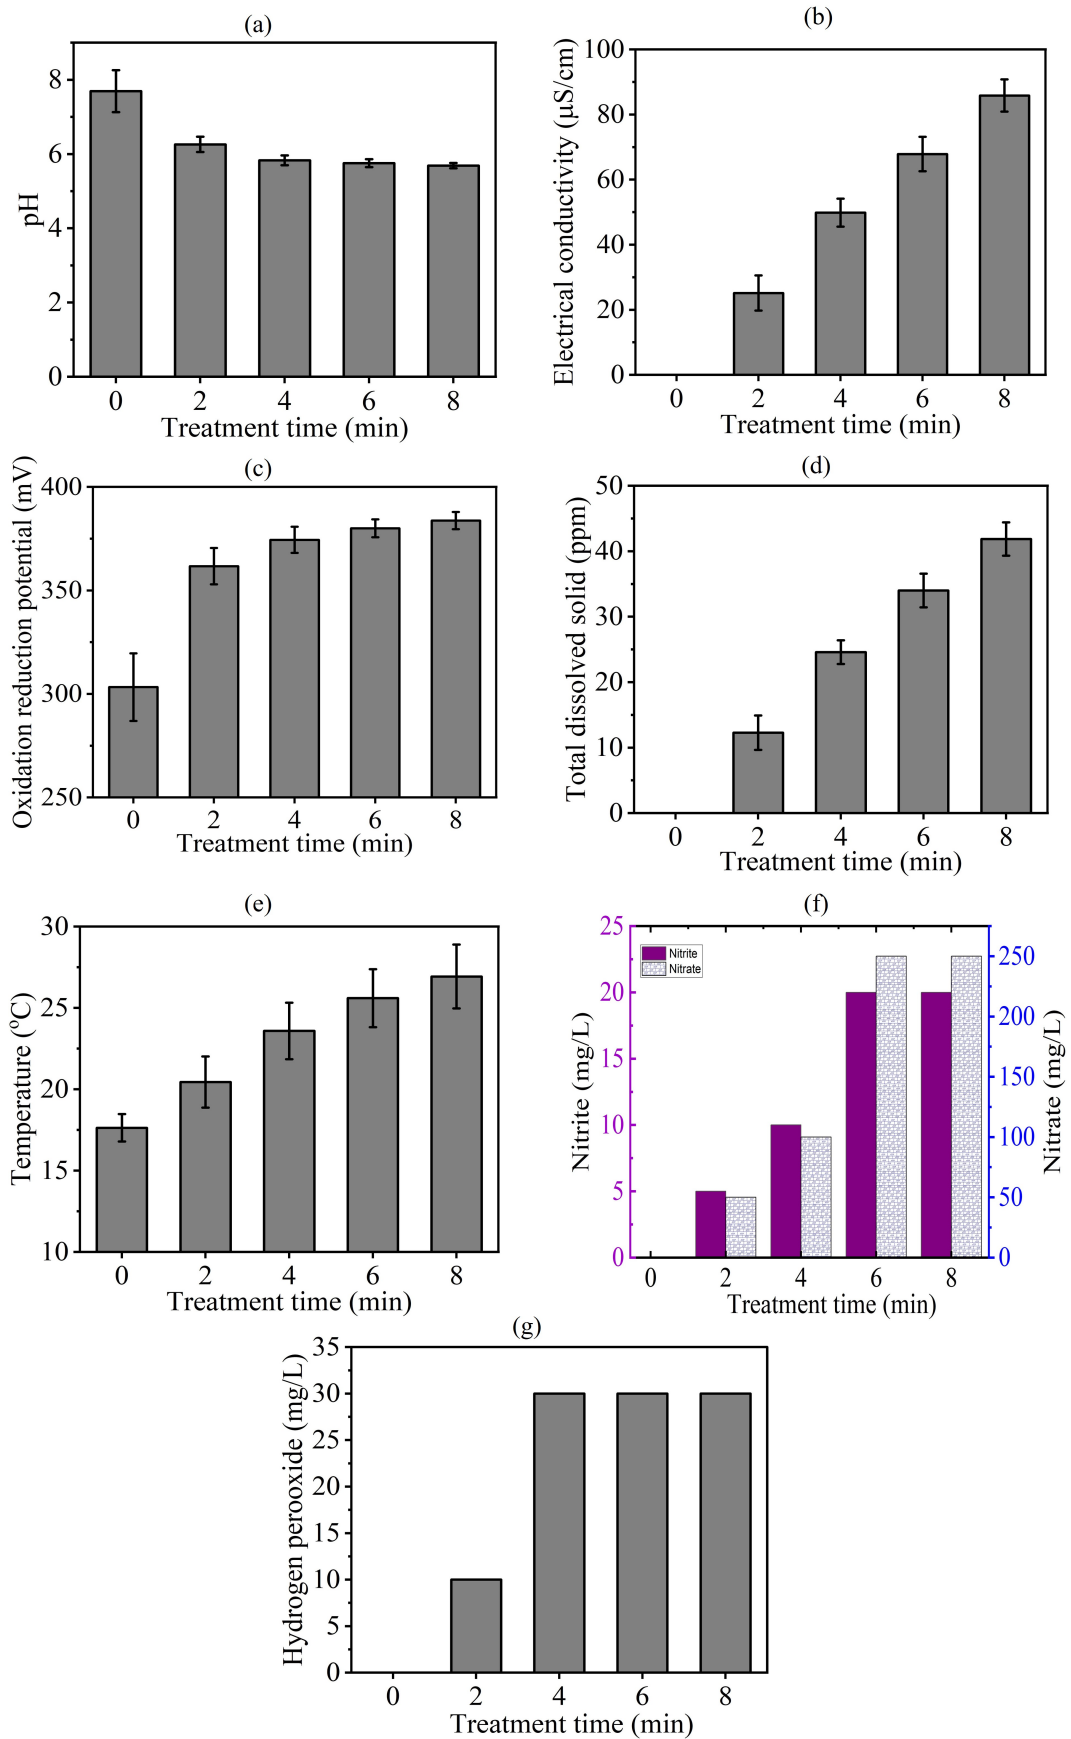 (a)
8
6
4
2
0
pH
0 2 4 6 8
Treatment time (min)
(b)
100
80
60
40
20
0
Electrical conductivity (µS/cm)
0 2 4 6 8
Treatment time (min)
(c)
400
350
300
250
Oxidation reduction potential (mV)
0 2 4 6 8
Treatment time (min)
(d)
50
40
30
20
10
0
Total dissolved solid (ppm)
0 2 4 6 8
Treatment time (min)
(e)
30
25
20
15
10
Temperature (°C)
0 2 4 6 8
Treatment time (min)
(f)
25
20
15
10
5
0
Nitrite (mg/L)
Nitrite
Nitrate
250
200
150
100
50
0
Nitrate (mg/L)
0 2 4 6 8
Treatment time (min)
(g)
35
30
25
20
15
10
5
0
Hydrogen perooxide (mg/L)
0 2 4 6 8
Treatment time (min)